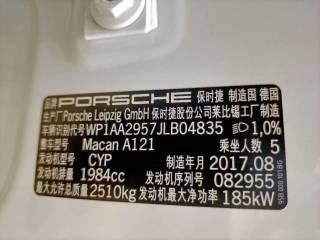 品牌 PORSCHE 保时捷 制造国 德国
生产厂 Porsche Leipzig GmbH 保时捷股份公司莱比锡工厂制造
车辆识别代号 WP1AA2957JLB04835 1,0%
整车型号 Macan A121 乘坐人数 5
发动机型号 CYP 制造年月 2017.08
发动机排量 1984cc 发动机序列号 082955
最大允许总质量 2510kg 发动机最大净功率 185kW